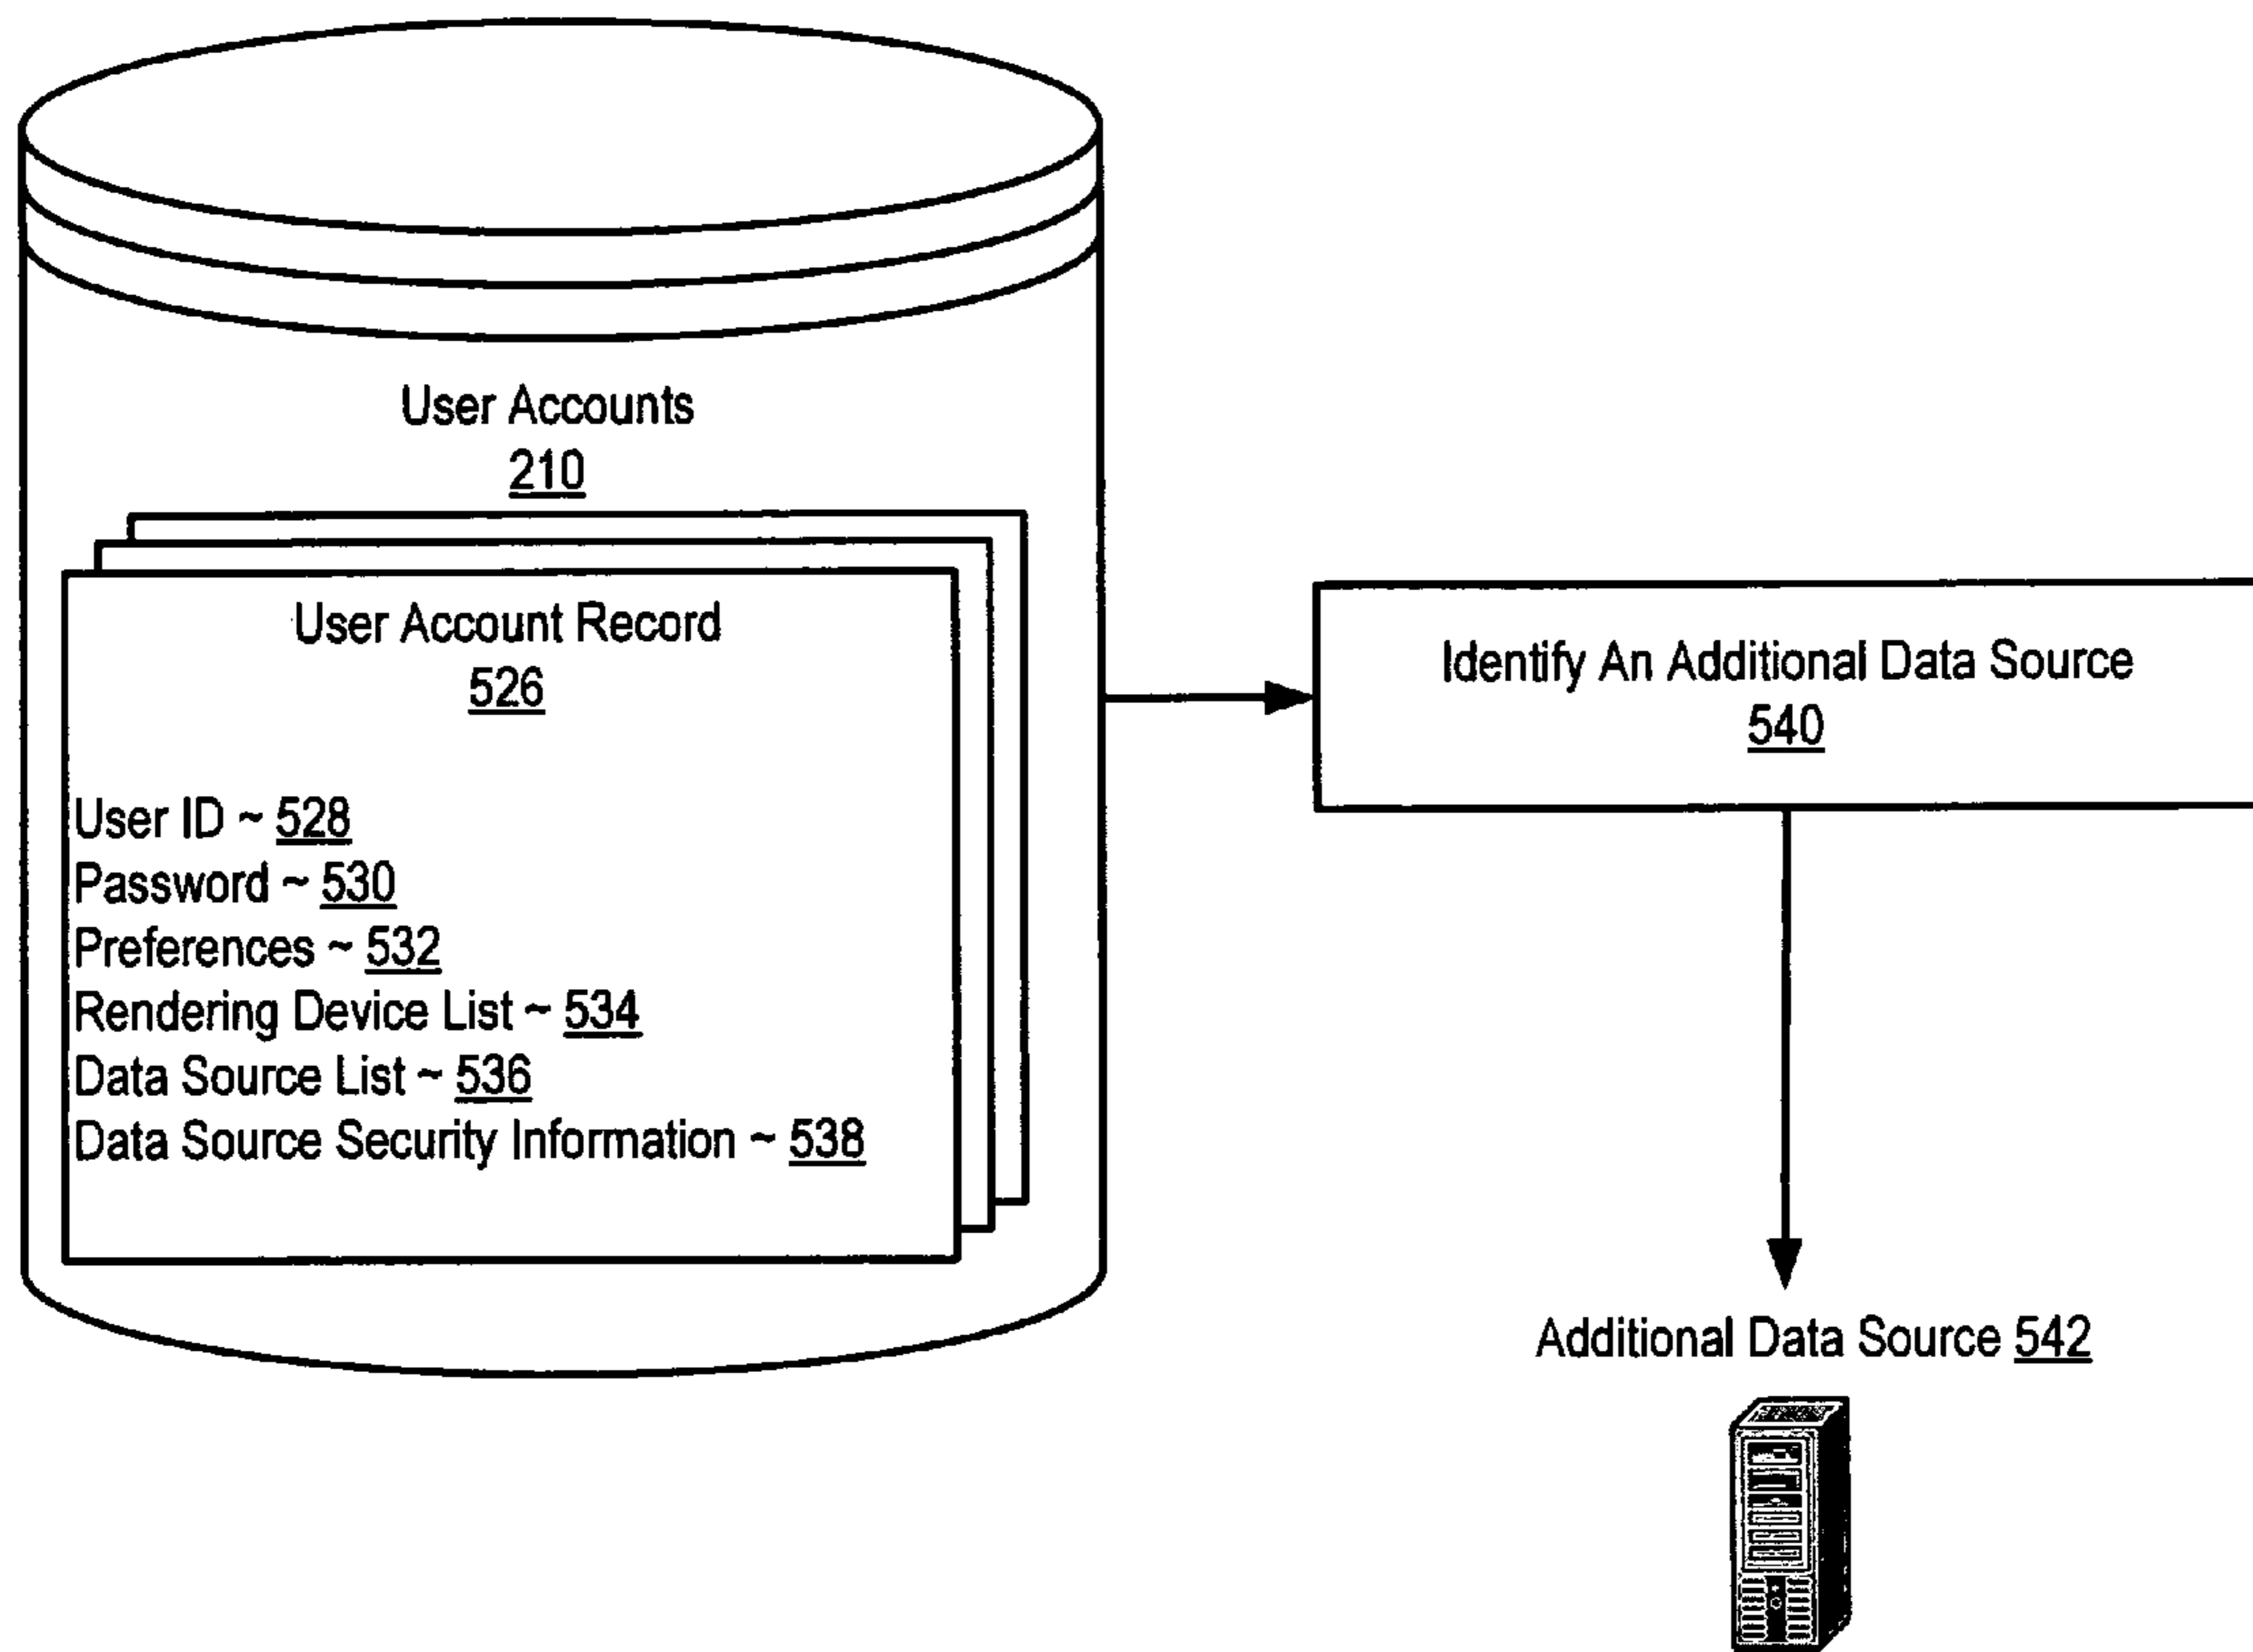 User Accounts
210
User Account Record
526
User ID ~ 528
Password ~ 530
Preferences ~ 532
Rendering Device List ~ 534
Data Source List ~ 536
Data Source Security Information ~ 538
Identify An Additional Data Source
540
Additional Data Source 542